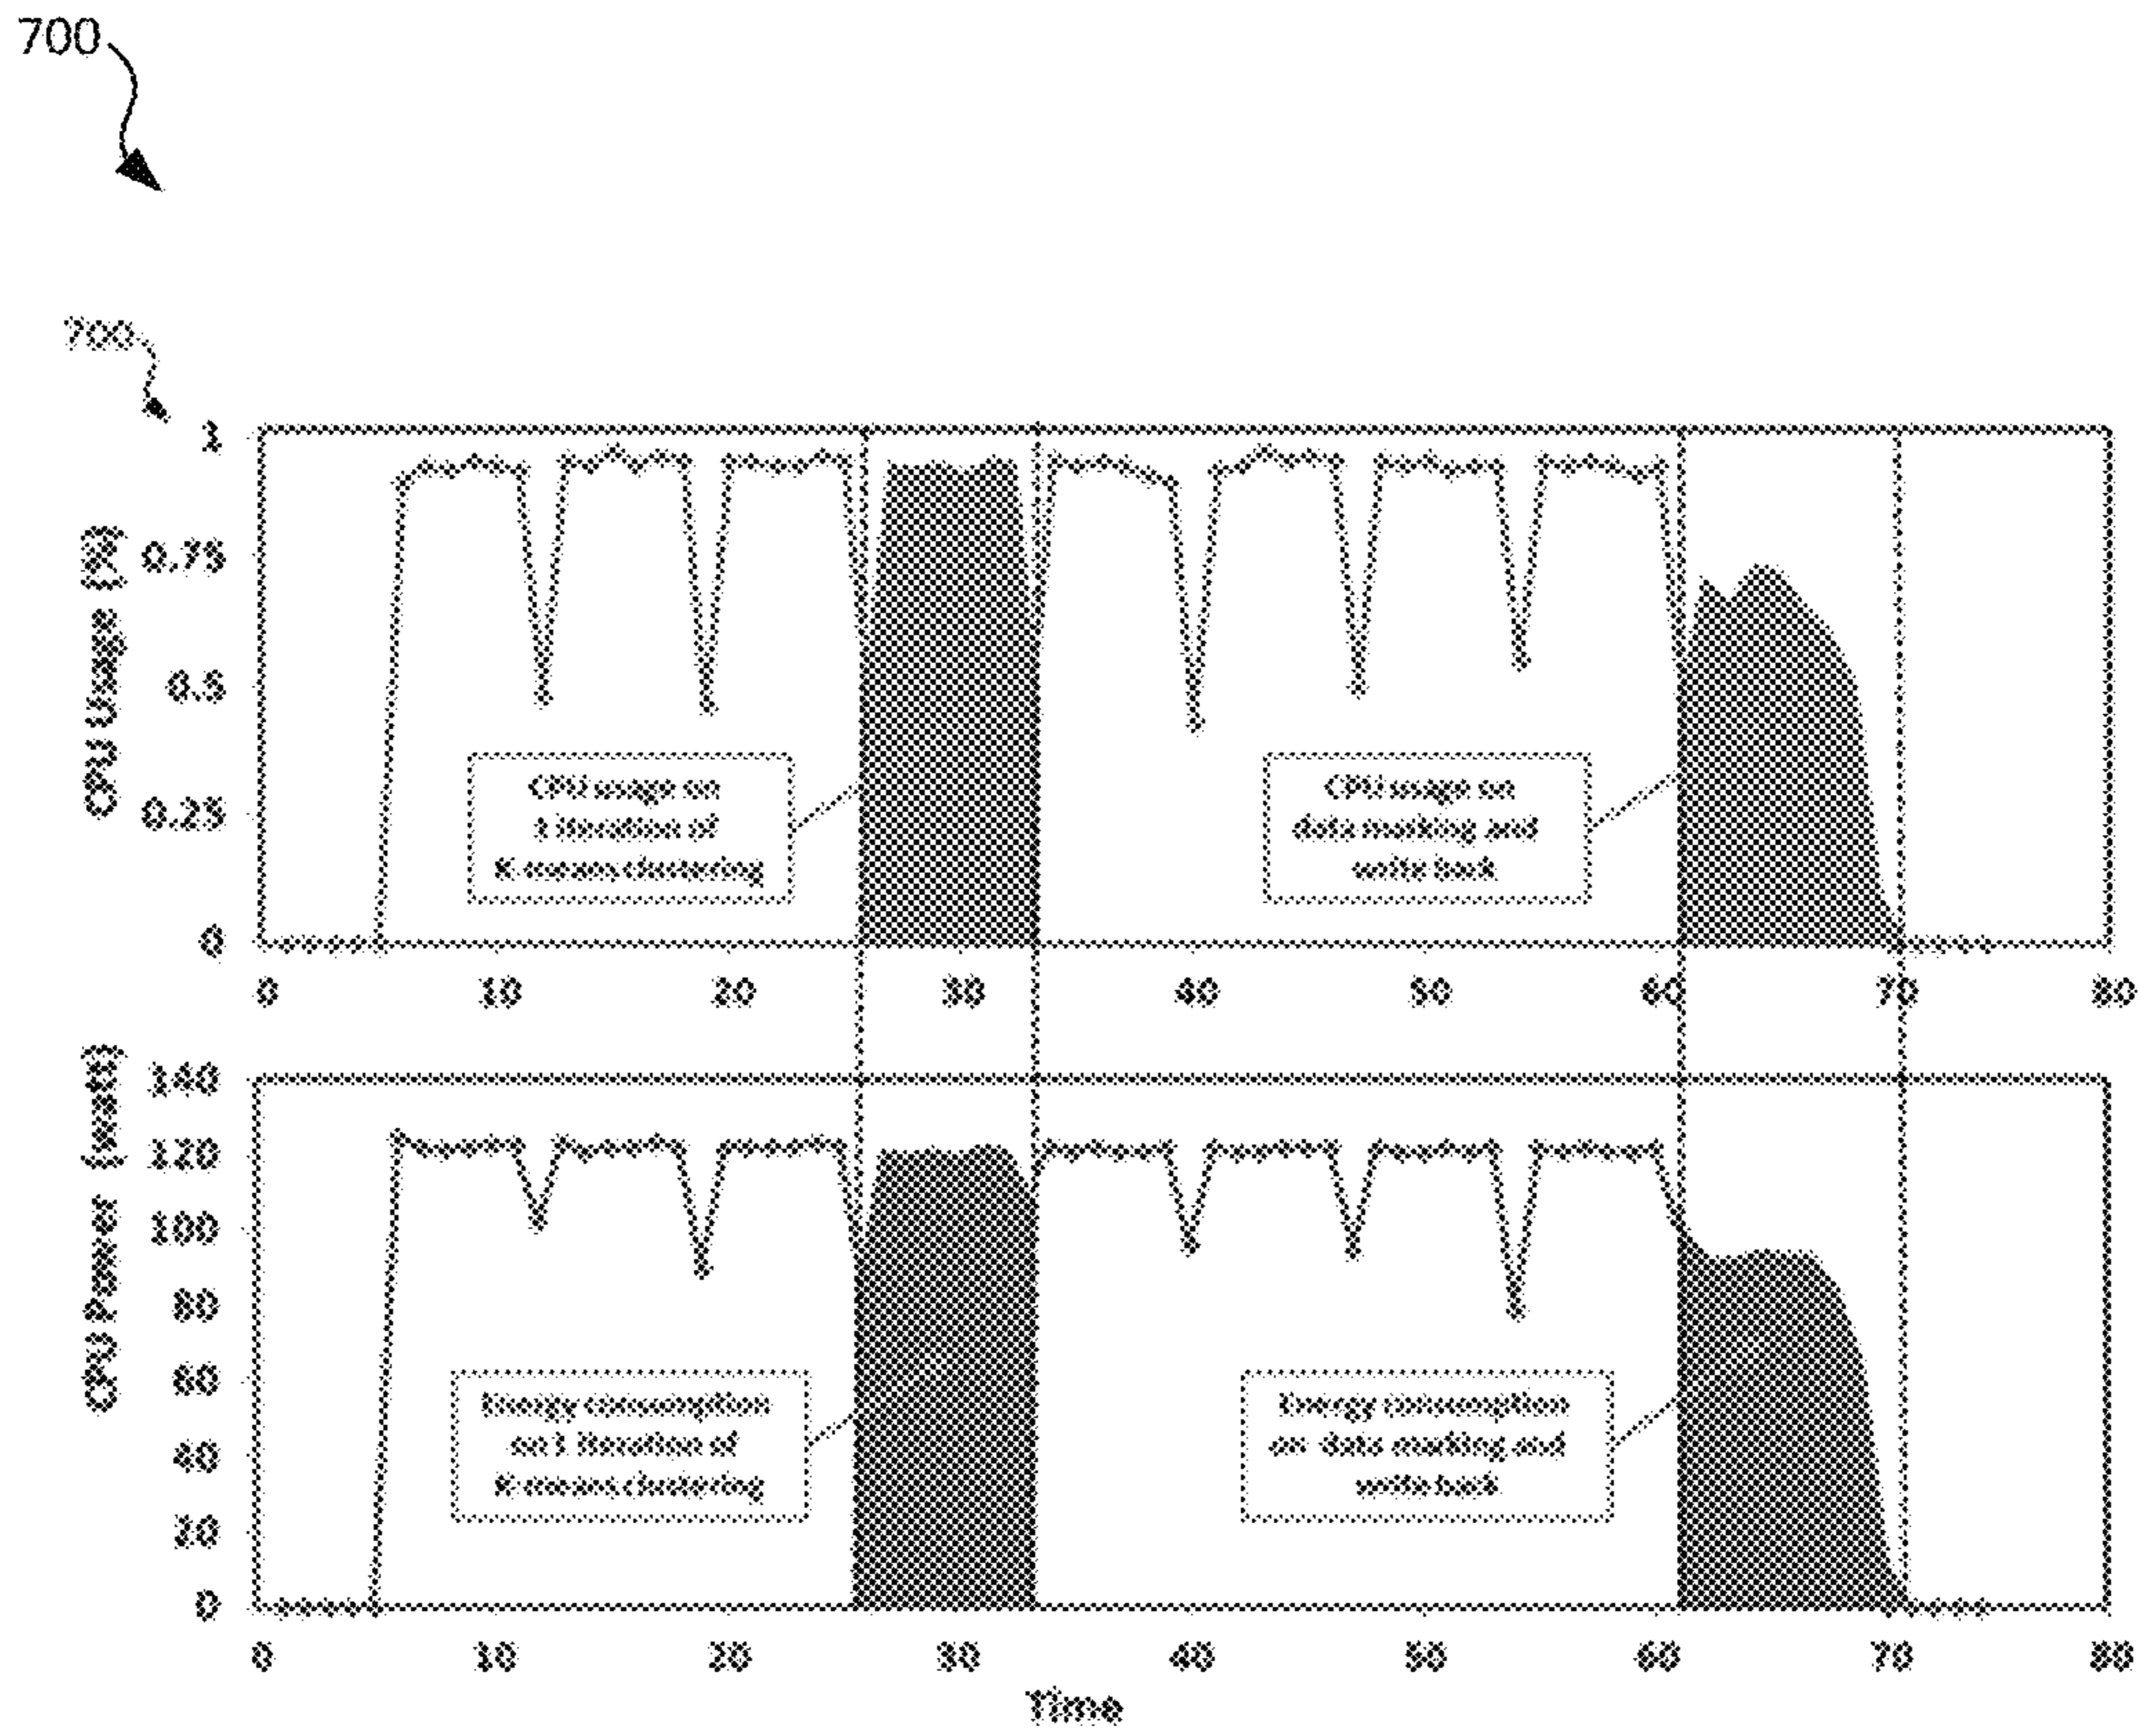 700
700
CPU Usage [%]
1
0.75
0.5
0.25
0
CPU usage on
1 iteration of
K-means clustering
CPU usage on
data marking and
write back
0 10 20 30 40 50 60 70 80
CPU Power [watt]
140
120
100
80
60
40
20
0
Energy consumption
on 1 iteration of
K-means clustering
Energy consumption
on data marking and
write back
0 10 20 30 40 50 60 70 80
Time